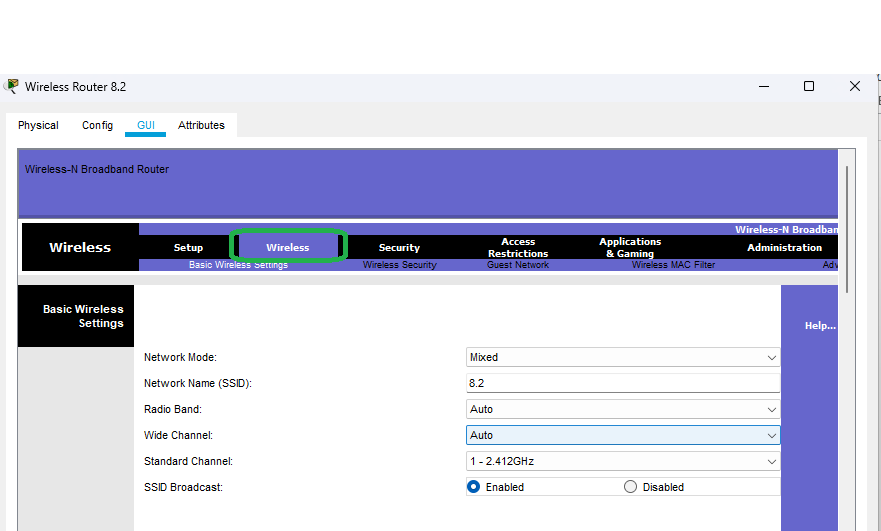 Wireless Router 8.2
Physical Config GUI Attributes
Wireless-N Broadband Router
Wireless-N Broadban
Wireless Setup Wireless Security Access Restrictions Applications & Gaming Administration
Basic Wireless Settings Wireless Security Guest Network Wireless MAC Filter Adv
Basic Wireless
Settings
Help...
Network Mode: Mixed
Network Name (SSID): 8.2
Radio Band: Auto
Wide Channel: Auto
Standard Channel: 1 - 2.412GHz
SSID Broadcast: Enabled Disabled